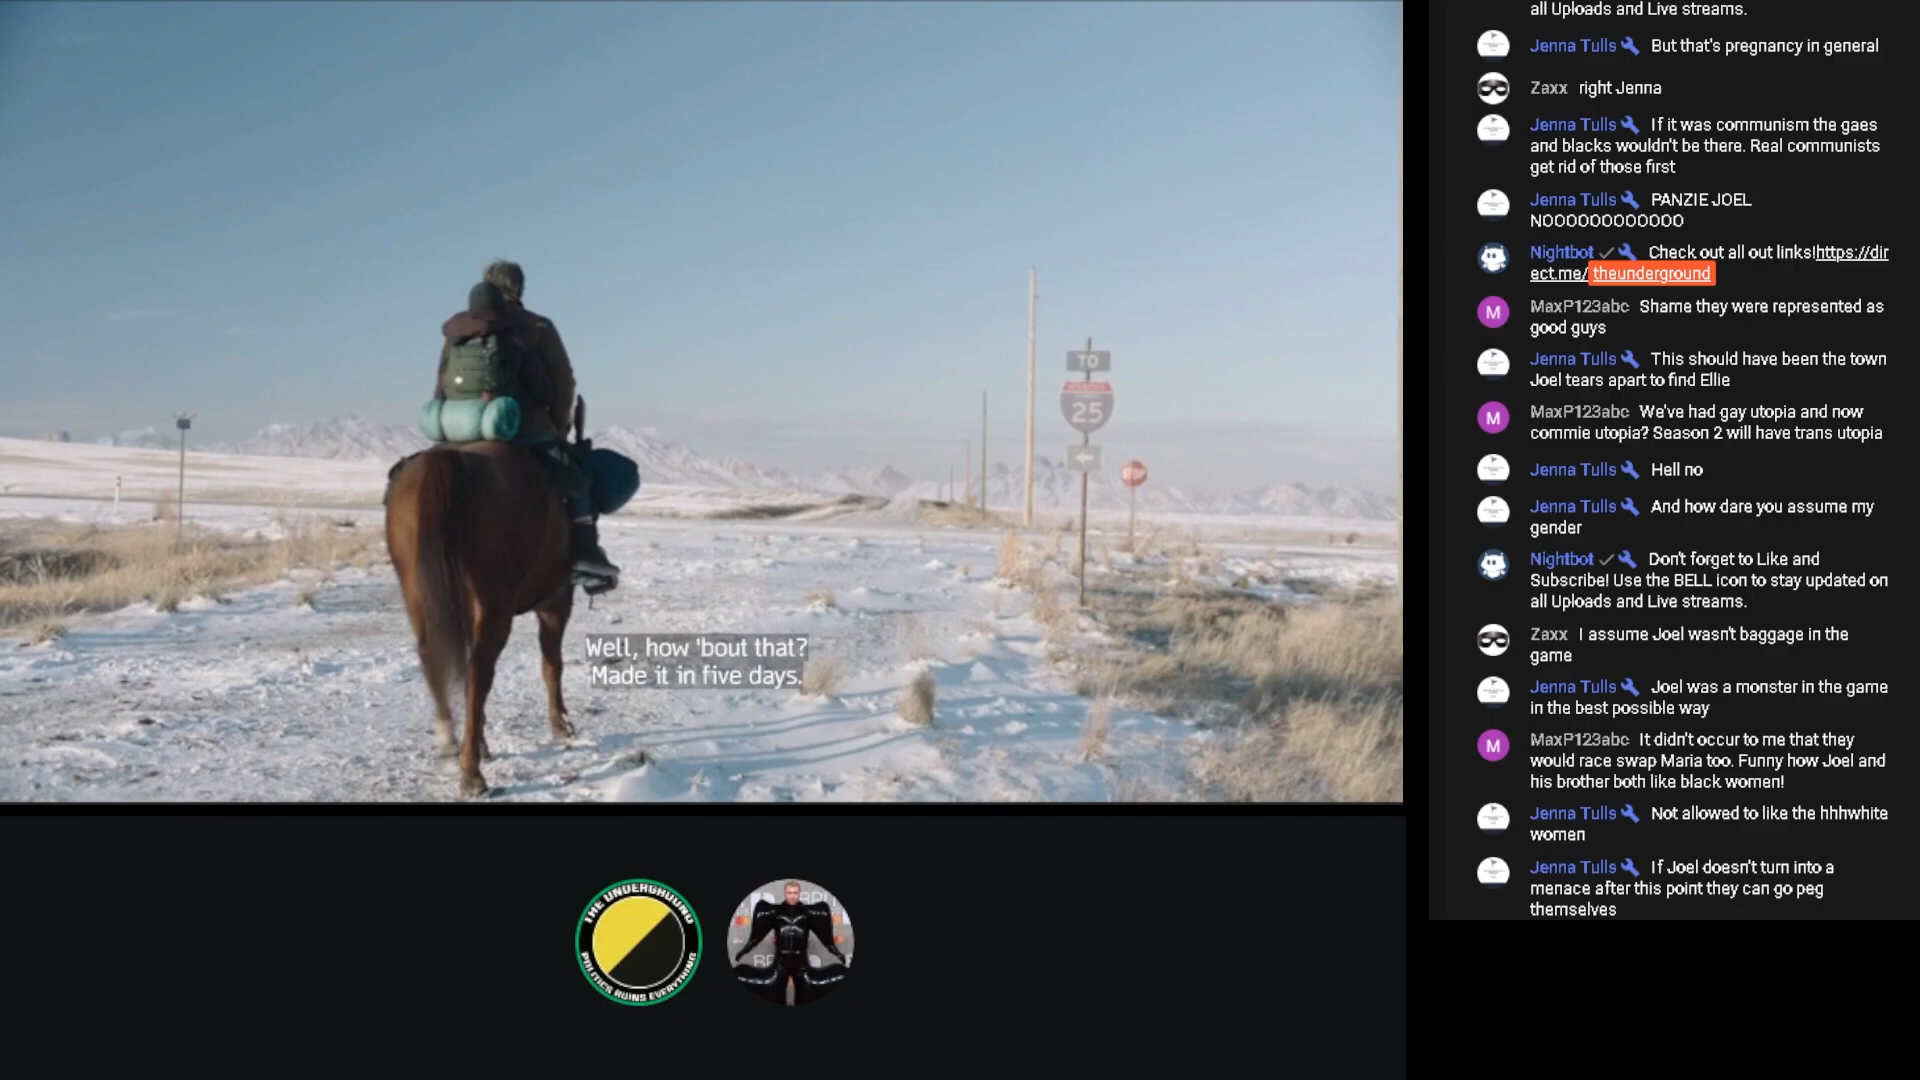 TO
INTERSTATE
25
STOP
Well, how 'bout that?
Made it in five days.
THE UNDERGROUND
POLITICS RUINS EVERYTHING
all Uploads and Live streams.
Jenna Tulls But that's pregnancy in general
Zaxx right Jenna
Jenna Tulls If it was communism the gaes
and blacks wouldn't be there. Real communists
get rid of those first
Jenna Tulls PANZIE JOEL
NOOOOOOOOOOOO
Nightbot Check out all out links!https://dir
ect.me/theunderground
MaxP123abc Shame they were represented as
good guys
Jenna Tulls This should have been the town
Joel tears apart to find Ellie
M
MaxP123abc We've had gay utopia and now
commie utopia? Season 2 will have trans utopia
M
Jenna Tulls Hell no
Jenna Tulls And how dare you assume my
gender
Nightbot Don't forget to Like and
Subscribe! Use the BELL icon to stay updated on
all Uploads and Live streams.
Zaxx I assume Joel wasn't baggage in the
game
Jenna Tulls Joel was a monster in the game
in the best possible way
MaxP123abc It didn't occur to me that they
M
would race swap Maria too. Funny how Joel and
his brother both like black women!
Jenna Tulls Not allowed to like the hhhwhite
women
Jenna Tulls If Joel doesn't turn into a
menace after this point they can go peg
themselves